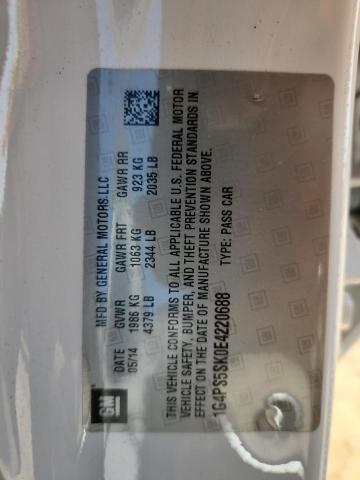 GM
MFD BY GENERAL MOTORS LLC
DATE GVWR GAWR FRT GAWR RR
05/14 1986 KG 1063 KG 923 KG
4379 LB 2344 LB 2035 LB
THIS VEHICLE CONFORMS TO ALL APPLICABLE U.S. FEDERAL MOTOR
VEHICLE SAFETY, BUMPER, AND THEFT PREVENTION STANDARDS IN
EFFECT ON THE DATE OF MANUFACTURE SHOWN ABOVE.
1G4PS5SK0E4220688 TYPE: PASS CAR